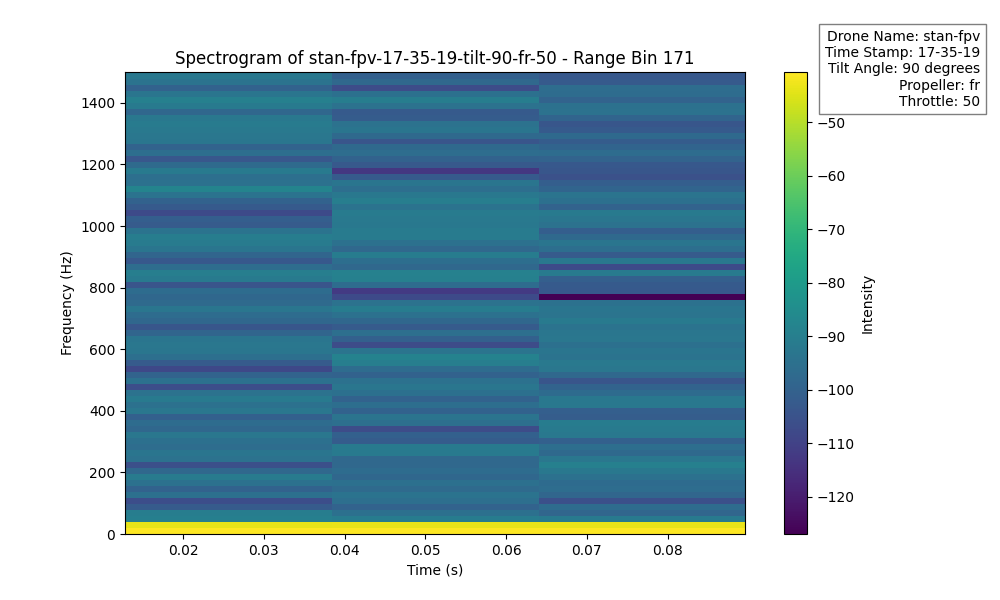 Drone Name: stan-fpv
Time Stamp: 17-35-19
Tilt Angle: 90 degrees
Propeller: fr
Throttle: 50
Spectrogram of stan-fpv-17-35-19-tilt-90-fr-50 - Range Bin 171
1400
1200
1000
800
600
400
200
0
Frequency (Hz)
0.02 0.03 0.04 0.05 0.06 0.07 0.08
Time (s)
−50
−60
−70
−80
−90
−100
−110
−120
Intensity